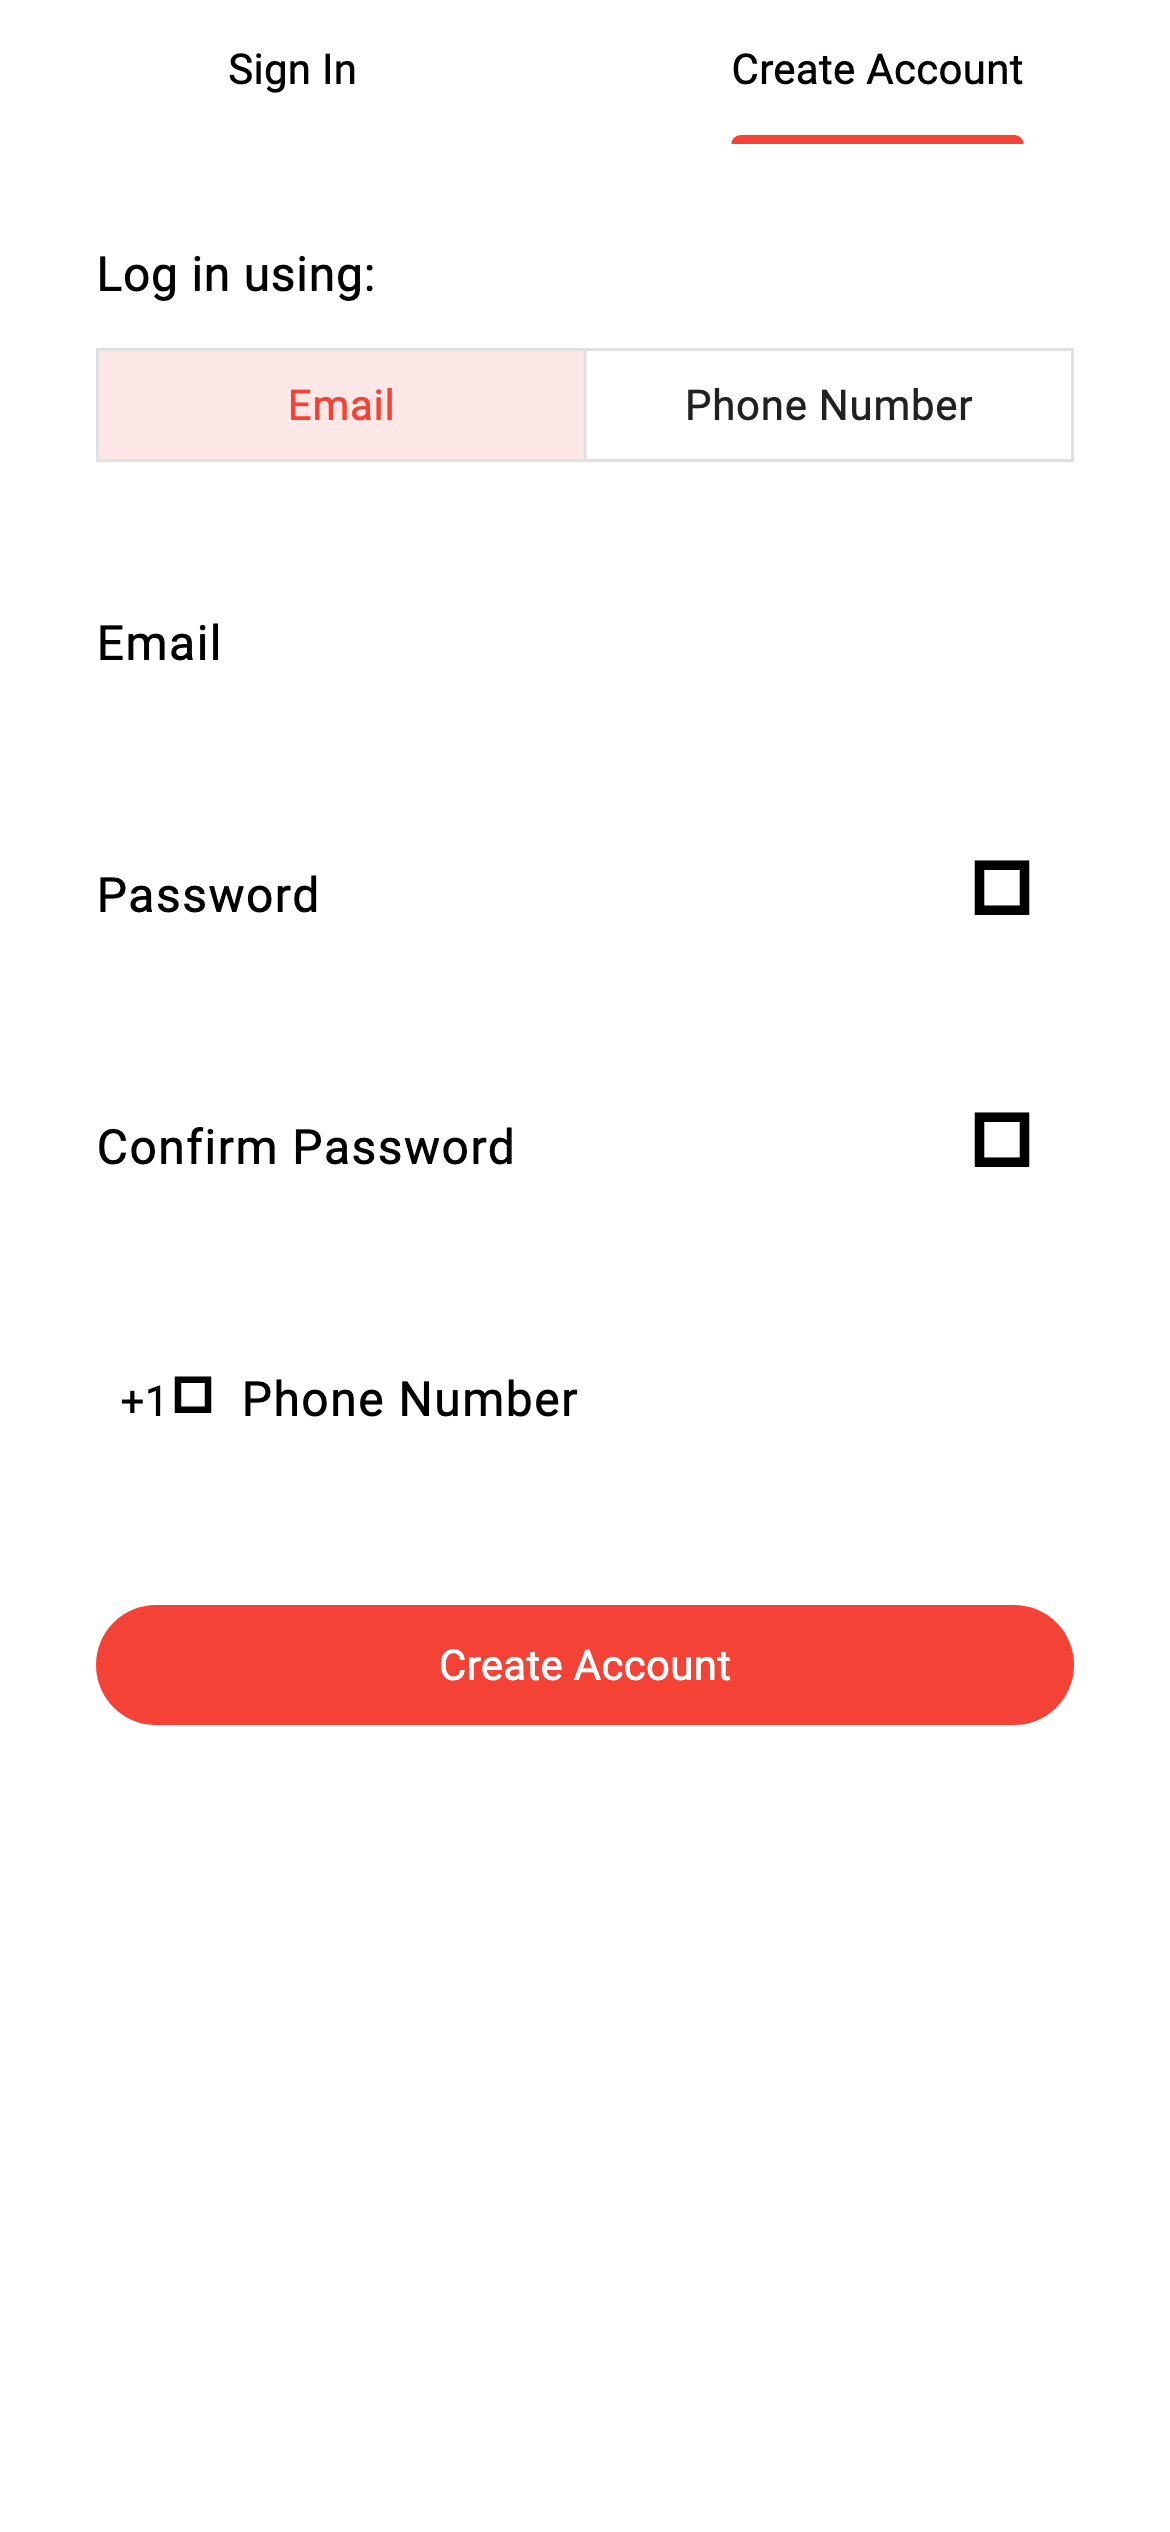 Sign In
Create Account
Log in using:
Email
Phone Number
Email
Password
Confirm Password
+1 Phone Number
Create Account